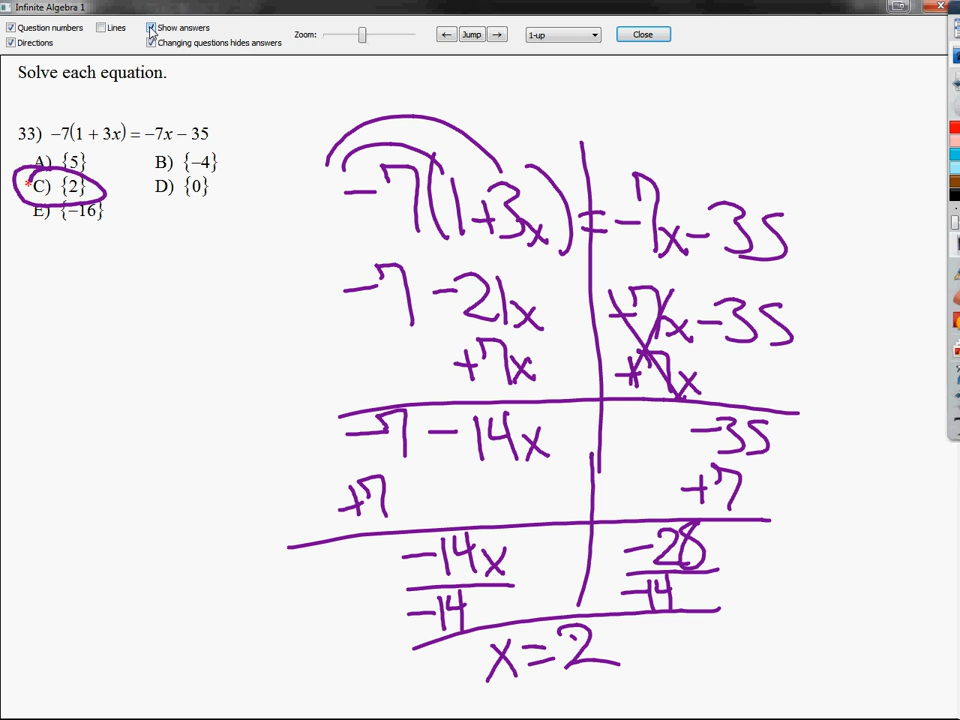 Infinite Algebra 1
Question numbers Lines Show answers
Directions Changing questions hides answers
Zoom: ← Jump → 1-up Close
Solve each equation.
33) −7(1 + 3x) = −7x − 35
A) {5} B) {−4}
*C) {2} D) {0}
E) {−16}
−7(1+3x) = −7x−35
−7 −21x −7x−35
+7x +7x
−7 −14x −35
+7 +7
−14x −28
−14 −14
x=2